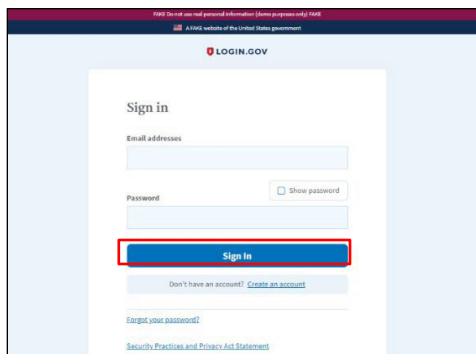 FAKE Do not use real personal information (demo purposes only) FAKE
A FAKE website of the United States government
LOGIN.GOV
Sign in
Email addresses
Show password
Password
Sign In
Don't have an account? Create an account
Forgot your password?
Security Practices and Privacy Act Statement